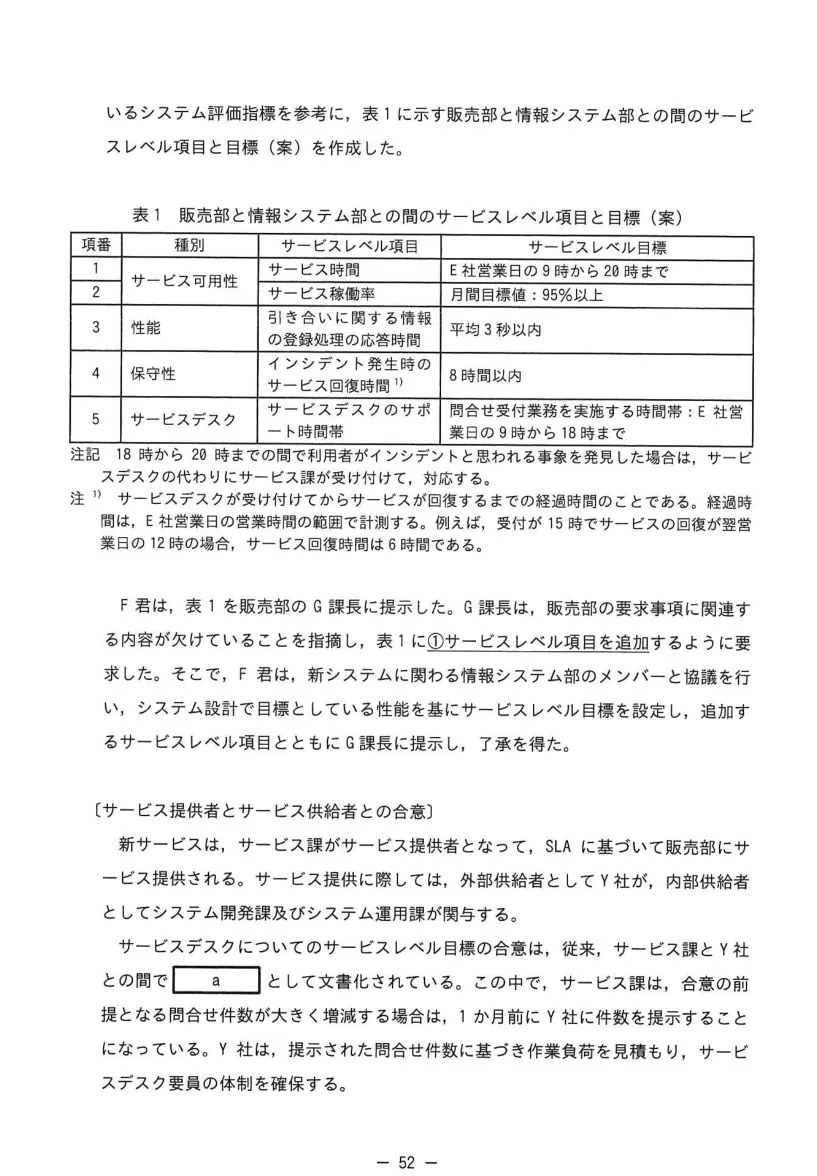 いるシステム評価指標を参考に，表1に示す販売部と情報システム部との間のサービ
スレベル項目と目標（案）を作成した。
表1　販売部と情報システム部との間のサービスレベル項目と目標（案）
項番　種別　サービスレベル項目　サービスレベル目標
1　サービス可用性　サービス時間　E社営業日の9時から20時まで
2　サービス稼働率　月間目標値：95％以上
3　性能　引き合いに関する情報
の登録処理の応答時間　平均3秒以内
4　保守性　インシデント発生時の
サービス回復時間 1)　8時間以内
5　サービスデスク　サービスデスクのサポ
ート時間帯　問合せ受付業務を実施する時間帯：E 社営
業日の9時から18時まで
注記　18 時から 20 時までの間で利用者がインシデントと思われる事象を発見した場合は，サービ
スデスクの代わりにサービス課が受け付けて，対応する。
注 1)　サービスデスクが受け付けてからサービスが回復するまでの経過時間のことである。経過時
間は，E 社営業日の営業時間の範囲で計測する。例えば，受付が 15 時でサービスの回復が翌営
業日の 12 時の場合，サービス回復時間は 6 時間である。
F 君は，表 1 を販売部の G 課長に提示した。G 課長は，販売部の要求事項に関連す
る内容が欠けていることを指摘し，表 1 に①サービスレベル項目を追加するように要
求した。そこで，F 君は，新システムに関わる情報システム部のメンバーと協議を行
い，システム設計で目標としている性能を基にサービスレベル目標を設定し，追加す
るサービスレベル項目とともに G 課長に提示し，了承を得た。
〔サービス提供者とサービス供給者との合意〕
新サービスは，サービス課がサービス提供者となって，SLA に基づいて販売部にサ
ービス提供される。サービス提供に際しては，外部供給者として Y 社が，内部供給者
としてシステム開発課及びシステム運用課が関与する。
サービスデスクについてのサービスレベル目標の合意は，従来，サービス課と Y 社
との間で a として文書化されている。この中で，サービス課は，合意の前
提となる問合せ件数が大きく増減する場合は，1 か月前に Y 社に件数を提示すること
になっている。Y 社は，提示された問合せ件数に基づき作業負荷を見積もり，サービ
スデスク要員の体制を確保する。
— 52 —